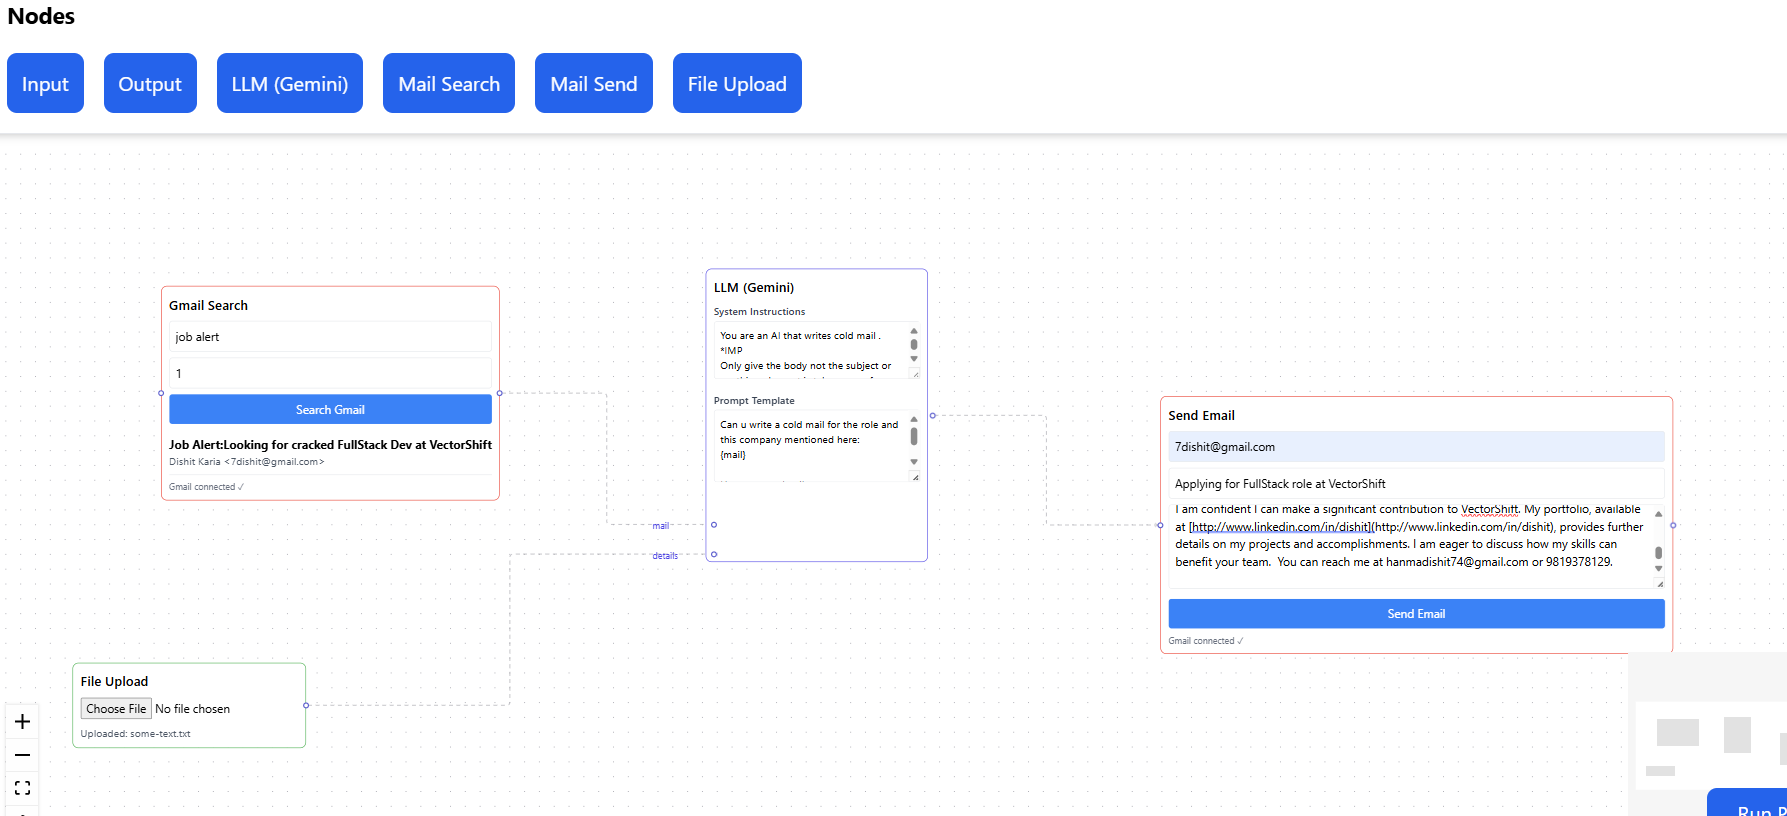 Nodes
Input
Output
LLM (Gemini)
Mail Search
Mail Send
File Upload
Gmail Search
job alert
1
Search Gmail
Job Alert:Looking for cracked FullStack Dev at VectorShift
Dishit Karia <7dishit@gmail.com>
Gmail connected ✓
LLM (Gemini)
System Instructions
You are an AI that writes cold mail .
*IMP
Only give the body not the subject or
Prompt Template
Can u write a cold mail for the role and
this company mentioned here:
{mail}
mail
details
Send Email
7dishit@gmail.com
Applying for FullStack role at VectorShift
I am confident I can make a significant contribution to VectorShift. My portfolio, available
at [http://www.linkedin.com/in/dishit](http://www.linkedin.com/in/dishit), provides further
details on my projects and accomplishments. I am eager to discuss how my skills can
benefit your team.  You can reach me at hanmadishit74@gmail.com or 9819378129.
Send Email
Gmail connected ✓
File Upload
Choose File No file chosen
Uploaded: some-text.txt
Run